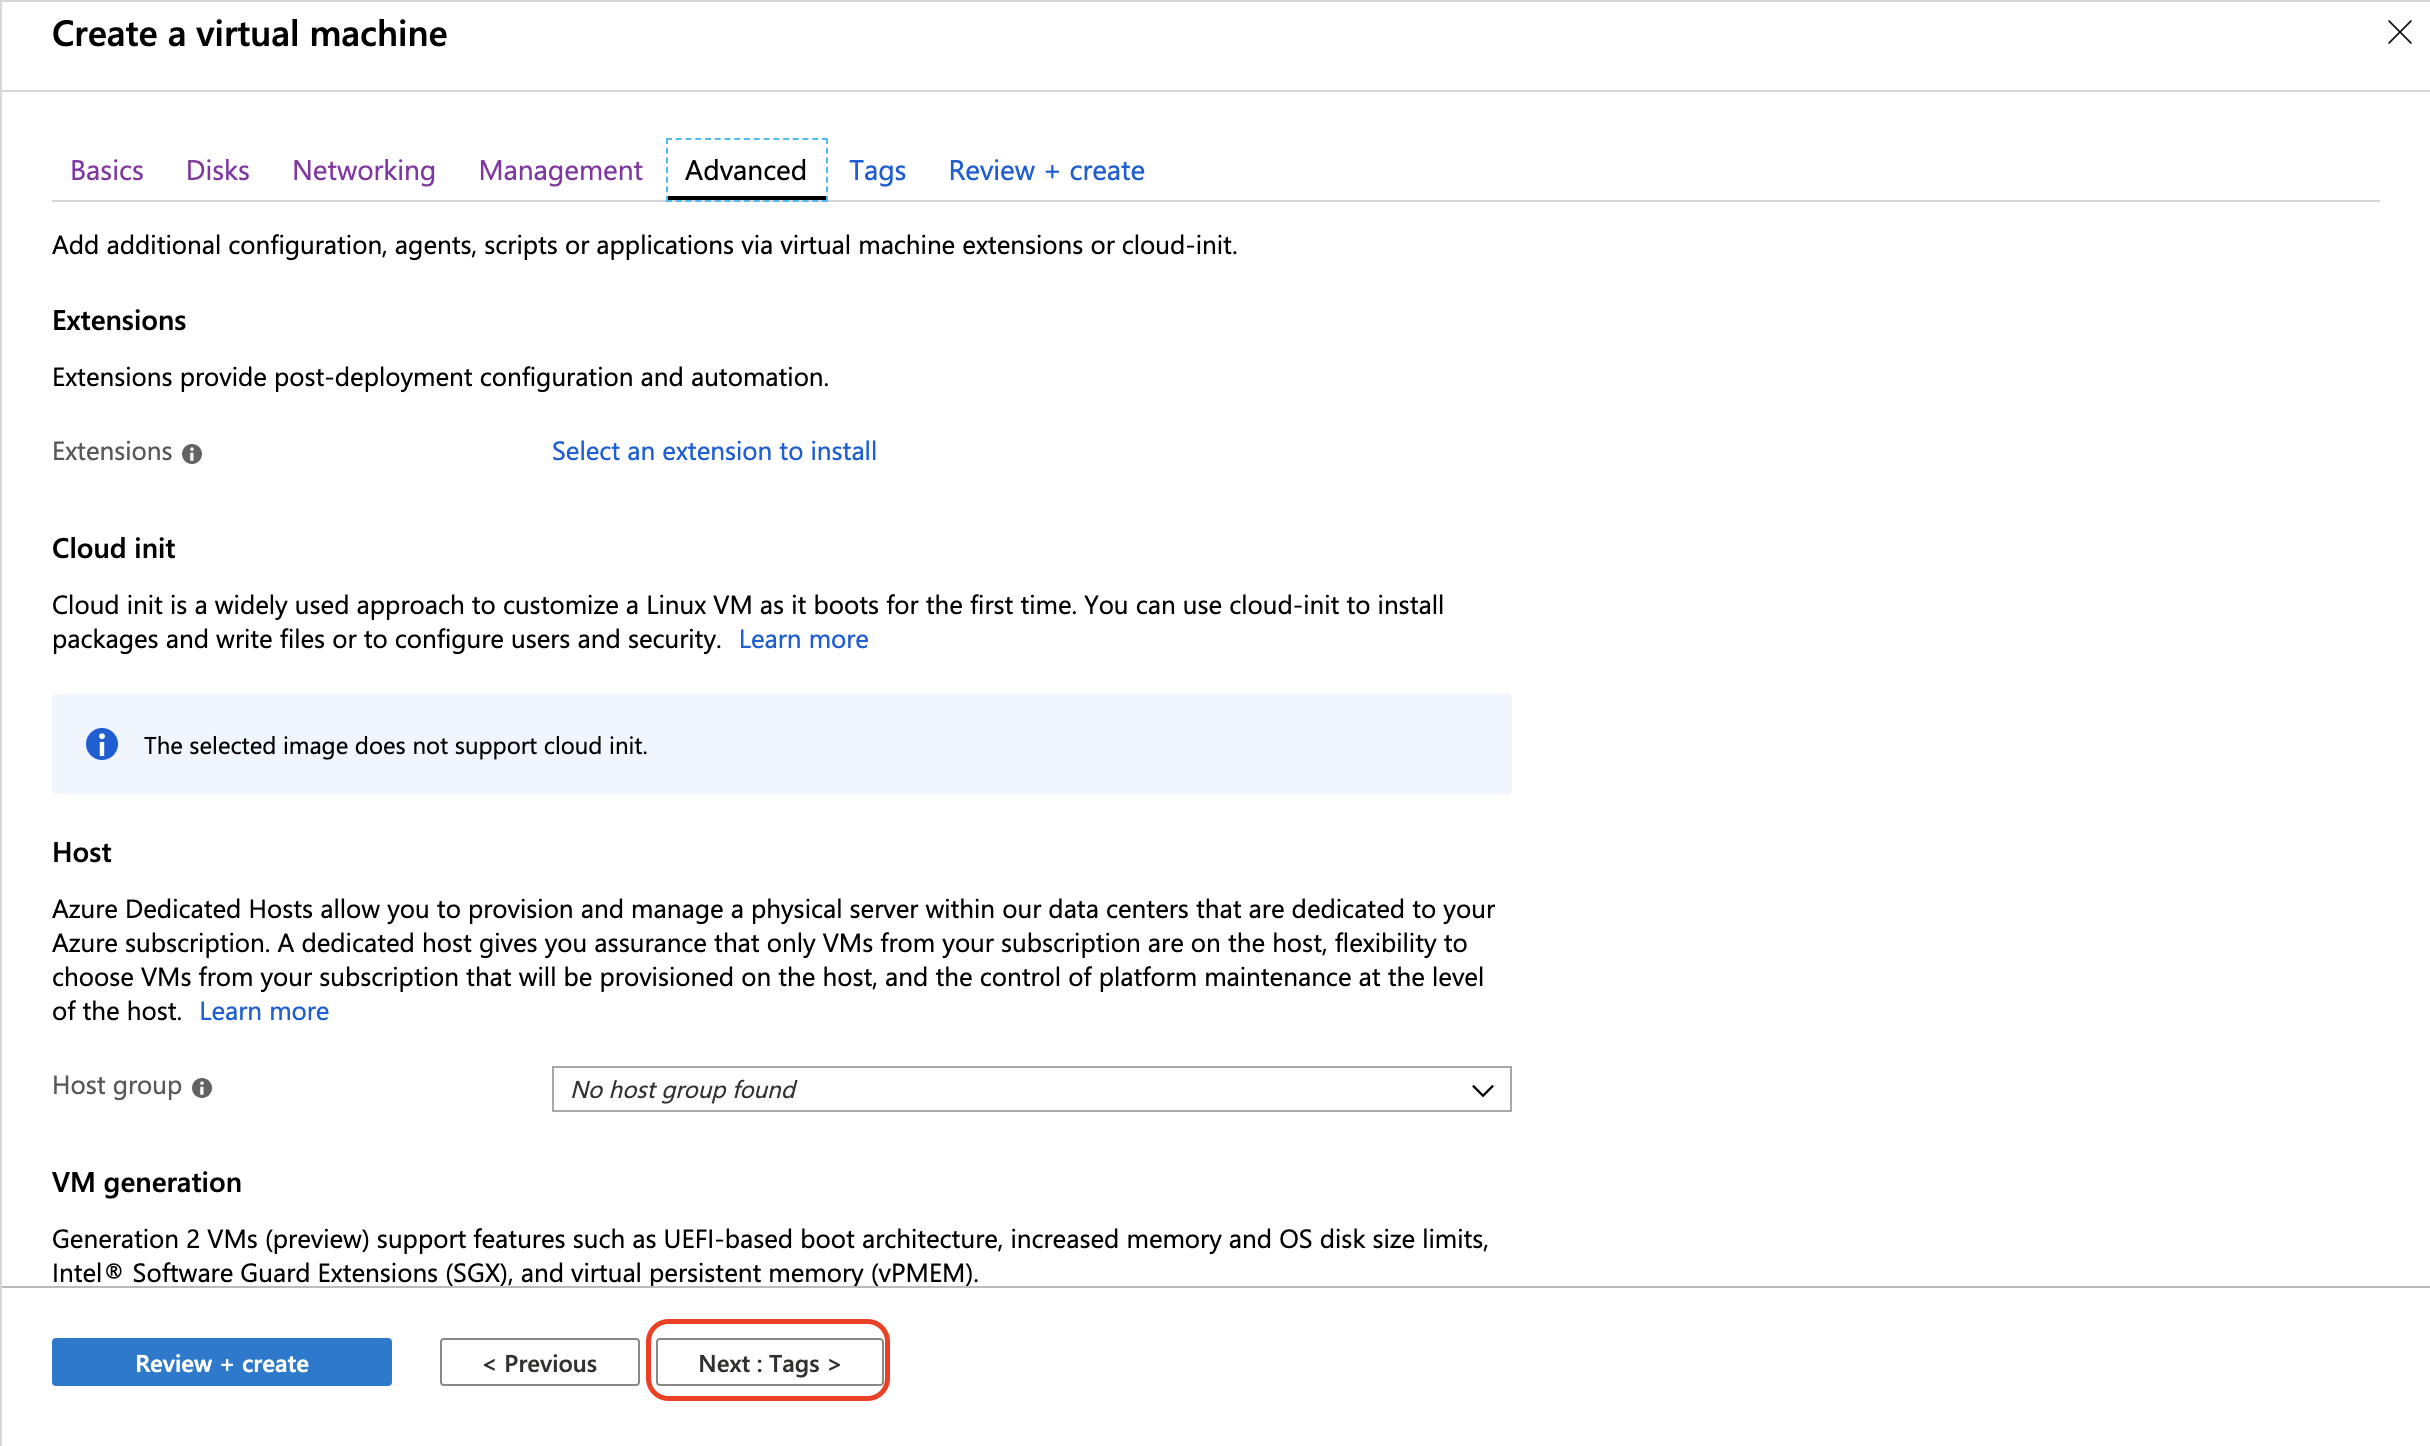 Create a virtual machine
Basics Disks Networking Management Advanced Tags Review + create
Add additional configuration, agents, scripts or applications via virtual machine extensions or cloud-init.
Extensions
Extensions provide post-deployment configuration and automation.
Extensions Select an extension to install
Cloud init
Cloud init is a widely used approach to customize a Linux VM as it boots for the first time. You can use cloud-init to install
packages and write files or to configure users and security. Learn more
The selected image does not support cloud init.
Host
Azure Dedicated Hosts allow you to provision and manage a physical server within our data centers that are dedicated to your
Azure subscription. A dedicated host gives you assurance that only VMs from your subscription are on the host, flexibility to
choose VMs from your subscription that will be provisioned on the host, and the control of platform maintenance at the level
of the host. Learn more
Host group No host group found
VM generation
Generation 2 VMs (preview) support features such as UEFI-based boot architecture, increased memory and OS disk size limits,
Intel® Software Guard Extensions (SGX), and virtual persistent memory (vPMEM).
Review + create < Previous Next : Tags >